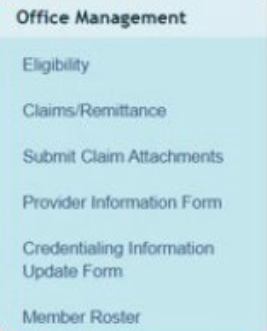 Office Management
Eligibility
Claims/Remittance
Submit Claim Attachments
Provider Information Form
Credentialing Information
Update Form
Member Roster